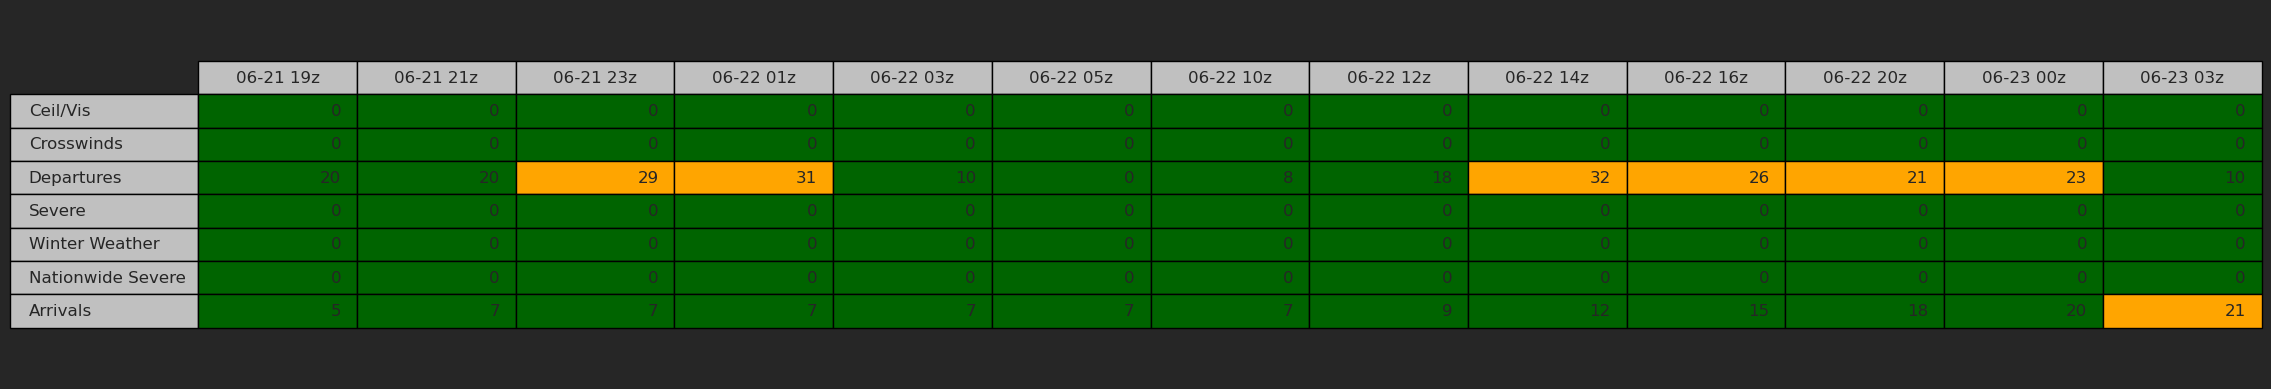 06-21 19z 06-21 21z 06-21 23z 06-22 01z 06-22 03z 06-22 05z 06-22 10z 06-22 12z 06-22 14z 06-22 16z 06-22 20z 06-23 00z 06-23 03z
Ceil/Vis 0 0 0 0 0 0 0 0 0 0 0 0 0
Crosswinds 0 0 0 0 0 0 0 0 0 0 0 0 0
Departures 20 20 29 31 10 0 8 18 32 26 21 23 10
Severe 0 0 0 0 0 0 0 0 0 0 0 0 0
Winter Weather 0 0 0 0 0 0 0 0 0 0 0 0 0
Nationwide Severe 0 0 0 0 0 0 0 0 0 0 0 0 0
Arrivals 5 7 7 7 7 7 7 9 12 15 18 20 21